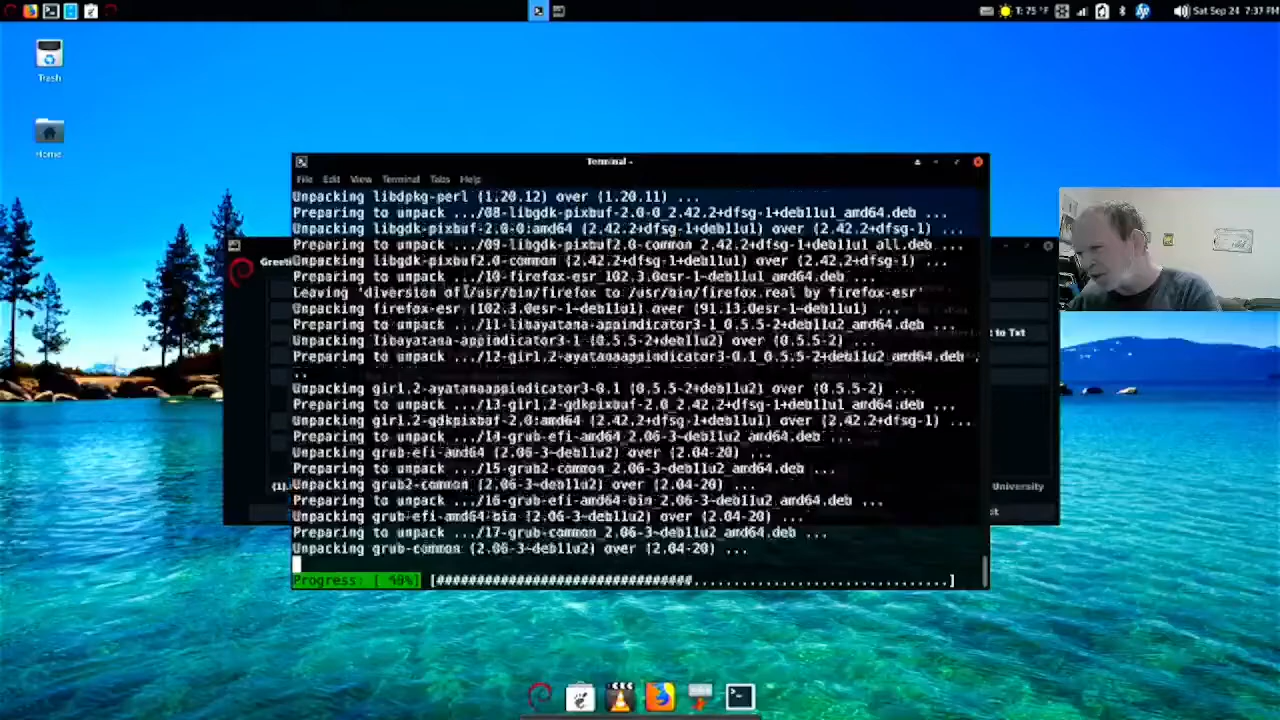 T: 75 °F
Sat Sep 24 7:37 PM
Trash
Home
Terminal -
File Edit View Terminal Tabs Help
Unpacking libdpkg-perl (1.20.12) over (1.20.11) ...
Preparing to unpack .../08-libgdk-pixbuf-2.0-0_2.42.2+dfsg-1+deb11u1_amd64.deb ...
Unpacking libgdk-pixbuf-2.0-0:amd64 (2.42.2+dfsg-1+deb11u1) over (2.42.2+dfsg-1) ...
Preparing to unpack .../09-libgdk-pixbuf2.0-common_2.42.2+dfsg-1+deb11u1_all.deb ...
Unpacking libgdk-pixbuf2.0-common (2.42.2+dfsg-1+deb11u1) over (2.42.2+dfsg-1) ...
Preparing to unpack .../10-firefox-esr_102.3.0esr-1~deb11u1_amd64.deb ...
Leaving 'diversion of /usr/bin/firefox to /usr/bin/firefox.real by firefox-esr'
Unpacking firefox-esr (102.3.0esr-1~deb11u1) over (91.13.0esr-1~deb11u1) ...
Preparing to unpack .../11-libayatana-appindicator3-1_0.5.5-2+deb11u2_amd64.deb ...
Unpacking libayatana-appindicator3-1 (0.5.5-2+deb11u2) over (0.5.5-2) ...
Preparing to unpack .../12-gir1.2-ayatanaappindicator3-0.1_0.5.5-2+deb11u2_amd64.deb
...
Unpacking gir1.2-ayatanaappindicator3-0.1 (0.5.5-2+deb11u2) over (0.5.5-2) ...
Preparing to unpack .../13-gir1.2-gdkpixbuf-2.0_2.42.2+dfsg-1+deb11u1_amd64.deb ...
Unpacking gir1.2-gdkpixbuf-2.0:amd64 (2.42.2+dfsg-1+deb11u1) over (2.42.2+dfsg-1) ...
Preparing to unpack .../14-grub-efi-amd64_2.06-3~deb11u2_amd64.deb ...
Unpacking grub-efi-amd64 (2.06-3~deb11u2) over (2.04-20) ...
Preparing to unpack .../15-grub2-common_2.06-3~deb11u2_amd64.deb ...
Unpacking grub2-common (2.06-3~deb11u2) over (2.04-20) ...
Preparing to unpack .../16-grub-efi-amd64-bin_2.06-3~deb11u2_amd64.deb ...
Unpacking grub-efi-amd64-bin (2.06-3~deb11u2) over (2.04-20) ...
Preparing to unpack .../17-grub-common_2.06-3~deb11u2_amd64.deb ...
Unpacking grub-common (2.06-3~deb11u2) over (2.04-20) ...
Progress: [########################################......................................]
to Txt
University